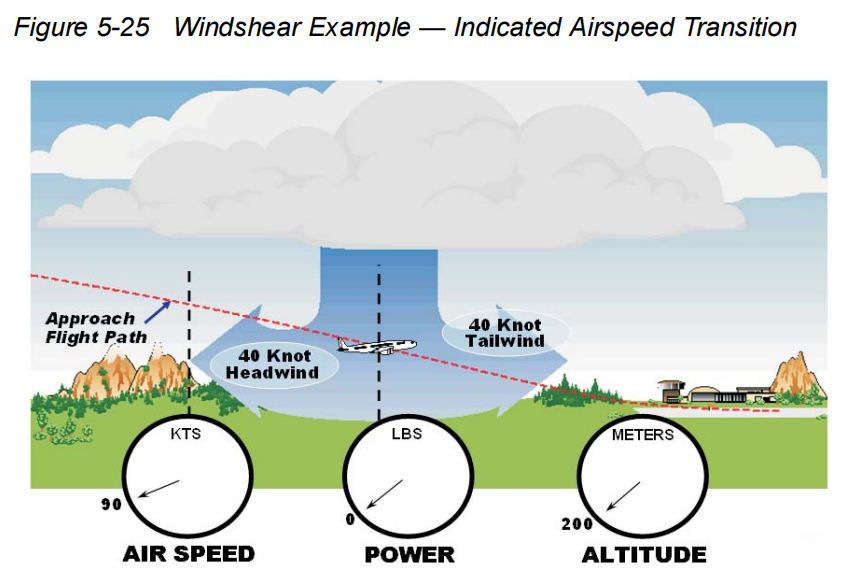 Figure 5-25 Windshear Example — Indicated Airspeed Transition
Approach
Flight Path
40 Knot
Headwind
40 Knot
Tailwind
KTS
LBS
METERS
90
0
200
AIR SPEED
POWER
ALTITUDE